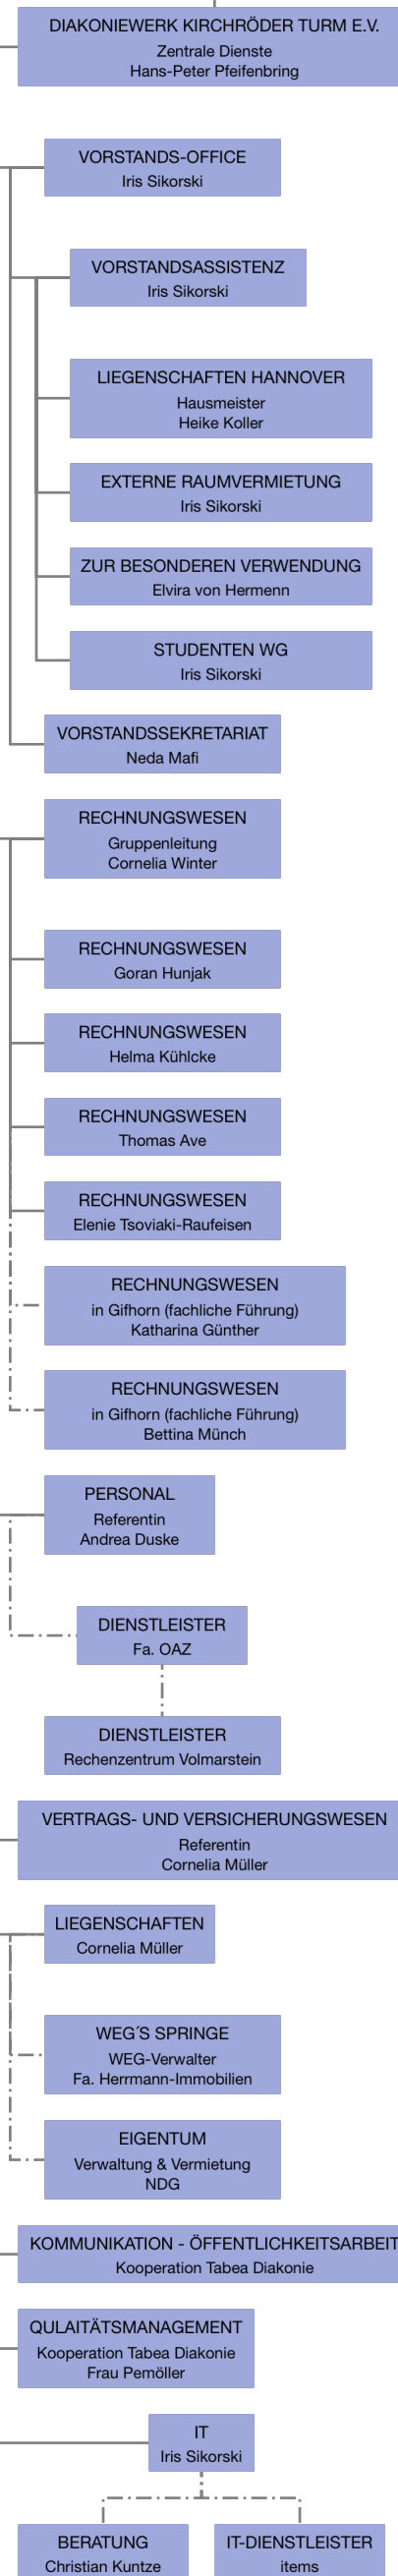 DIAKONIEWERK KIRCHRÖDER TURM E.V.
Zentrale Dienste
Hans-Peter Pfeifenbring
VORSTANDS-OFFICE
Iris Sikorski
VORSTANDSASSISTENZ
Iris Sikorski
LIEGENSCHAFTEN HANNOVER
Hausmeister
Heike Koller
EXTERNE RAUMVERMIETUNG
Iris Sikorski
ZUR BESONDEREN VERWENDUNG
Elvira von Hermenn
STUDENTEN WG
Iris Sikorski
VORSTANDSSEKRETARIAT
Neda Mafi
RECHNUNGSWESEN
Gruppenleitung
Cornelia Winter
RECHNUNGSWESEN
Goran Hunjak
RECHNUNGSWESEN
Helma Kühlcke
RECHNUNGSWESEN
Thomas Ave
RECHNUNGSWESEN
Elenie Tsoviaki-Raufeisen
RECHNUNGSWESEN
in Gifhorn (fachliche Führung)
Katharina Günther
RECHNUNGSWESEN
in Gifhorn (fachliche Führung)
Bettina Münch
PERSONAL
Referentin
Andrea Duske
DIENSTLEISTER
Fa. OAZ
DIENSTLEISTER
Rechenzentrum Volmarstein
VERTRAGS- UND VERSICHERUNGSWESEN
Referentin
Cornelia Müller
LIEGENSCHAFTEN
Cornelia Müller
WEG´S SPRINGE
WEG-Verwalter
Fa. Herrmann-Immobilien
EIGENTUM
Verwaltung & Vermietung
NDG
KOMMUNIKATION - ÖFFENTLICHKEITSARBEIT
Kooperation Tabea Diakonie
QULAITÄTSMANAGEMENT
Kooperation Tabea Diakonie
Frau Pemöller
IT
Iris Sikorski
BERATUNG
Christian Kuntze
IT-DIENSTLEISTER
items